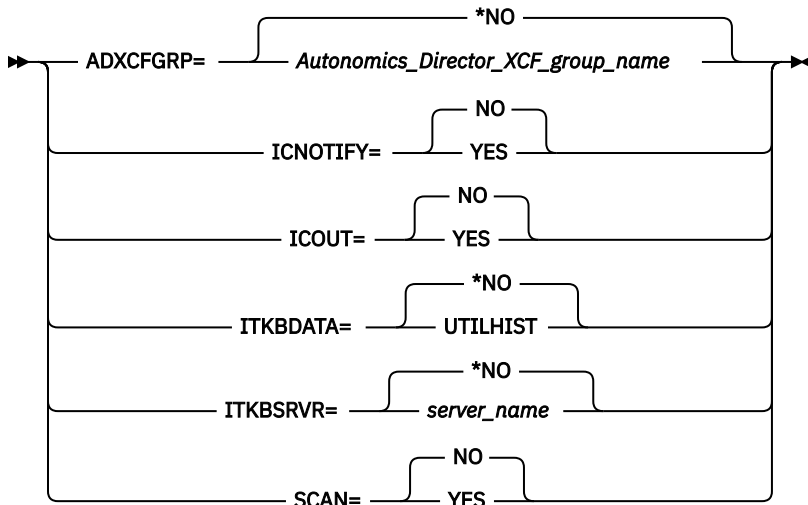 *NO
ADXCFGRP= Autonomics_Director_XCF_group_name
NO
ICNOTIFY= YES
NO
ICOUT= YES
*NO
ITKBDATA= UTILHIST
*NO
ITKBSRVR= server_name
NO
SCAN= YES